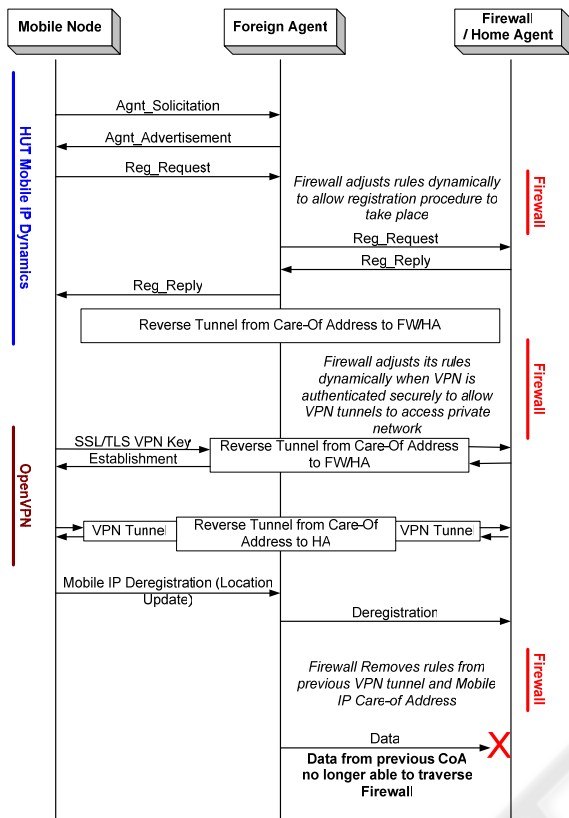 Mobile Node
Foreign Agent
Firewall
/ Home Agent
HUT Mobile IP Dynamics
Agnt_Solicitation
Agnt_Advertisement
Reg_Request
Firewall adjusts rules dynamically
to allow registration procedure to
take place
Firewall
Reg_Request
Reg_Reply
Reg_Reply
Reverse Tunnel from Care-Of Address to FW/HA
Firewall adjusts its rules
dynamically when VPN is
authenticated securely to allow
VPN tunnels to access private
network
Firewall
OpenVPN
SSL/TLS VPN Key
Establishment
Reverse Tunnel from Care-Of Address
to FW/HA
VPN Tunnel
Reverse Tunnel from Care-Of
Address to HA
VPN Tunnel
Mobile IP Deregistration (Location
Update)
Deregistration
Firewall Removes rules from
previous VPN tunnel and Mobile
IP Care-of Address
Firewall
Data
X
Data from previous CoA
no longer able to traverse
Firewall